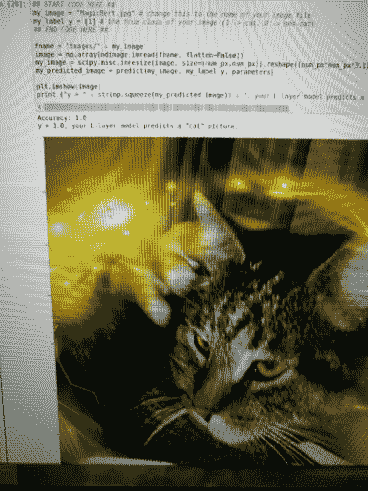 [20]: ## START CODE HERE ##
my_image = "MagicBert.jpg" # change this to the name of your image file
my_label_y = [1] # the true class of your image (1 -> cat, 0 -> non-cat)
## END CODE HERE ##
fname = "images/" + my_image
image = np.array(ndimage.imread(fname, flatten=False))
my_image = scipy.misc.imresize(image, size=(num_px,num_px)).reshape((num_px*num_px*3,1))
my_predicted_image = predict(my_image, my_label_y, parameters)
plt.imshow(image)
print ("y = " + str(np.squeeze(my_predicted_image)) + ", your L-layer model predicts a
Accuracy: 1.0
y = 1.0, your L-layer model predicts a "cat" picture.